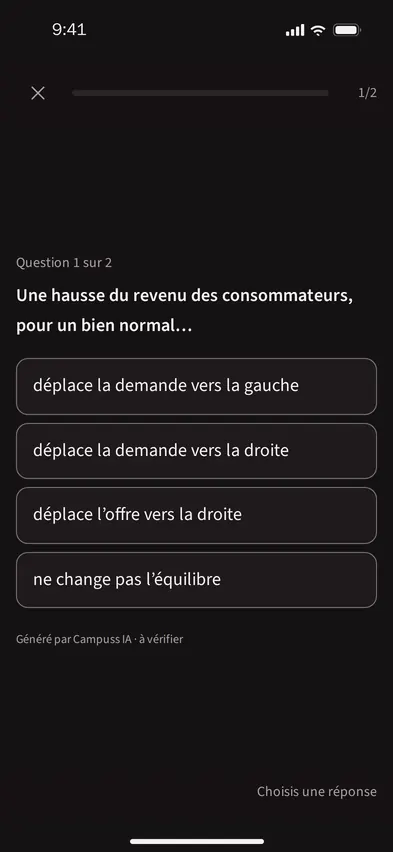 9:41
1/2
Question 1 sur 2
Une hausse du revenu des consommateurs,
pour un bien normal…
déplace la demande vers la gauche
déplace la demande vers la droite
déplace l’offre vers la droite
ne change pas l’équilibre
Généré par Campuss IA · à vérifier
Choisis une réponse